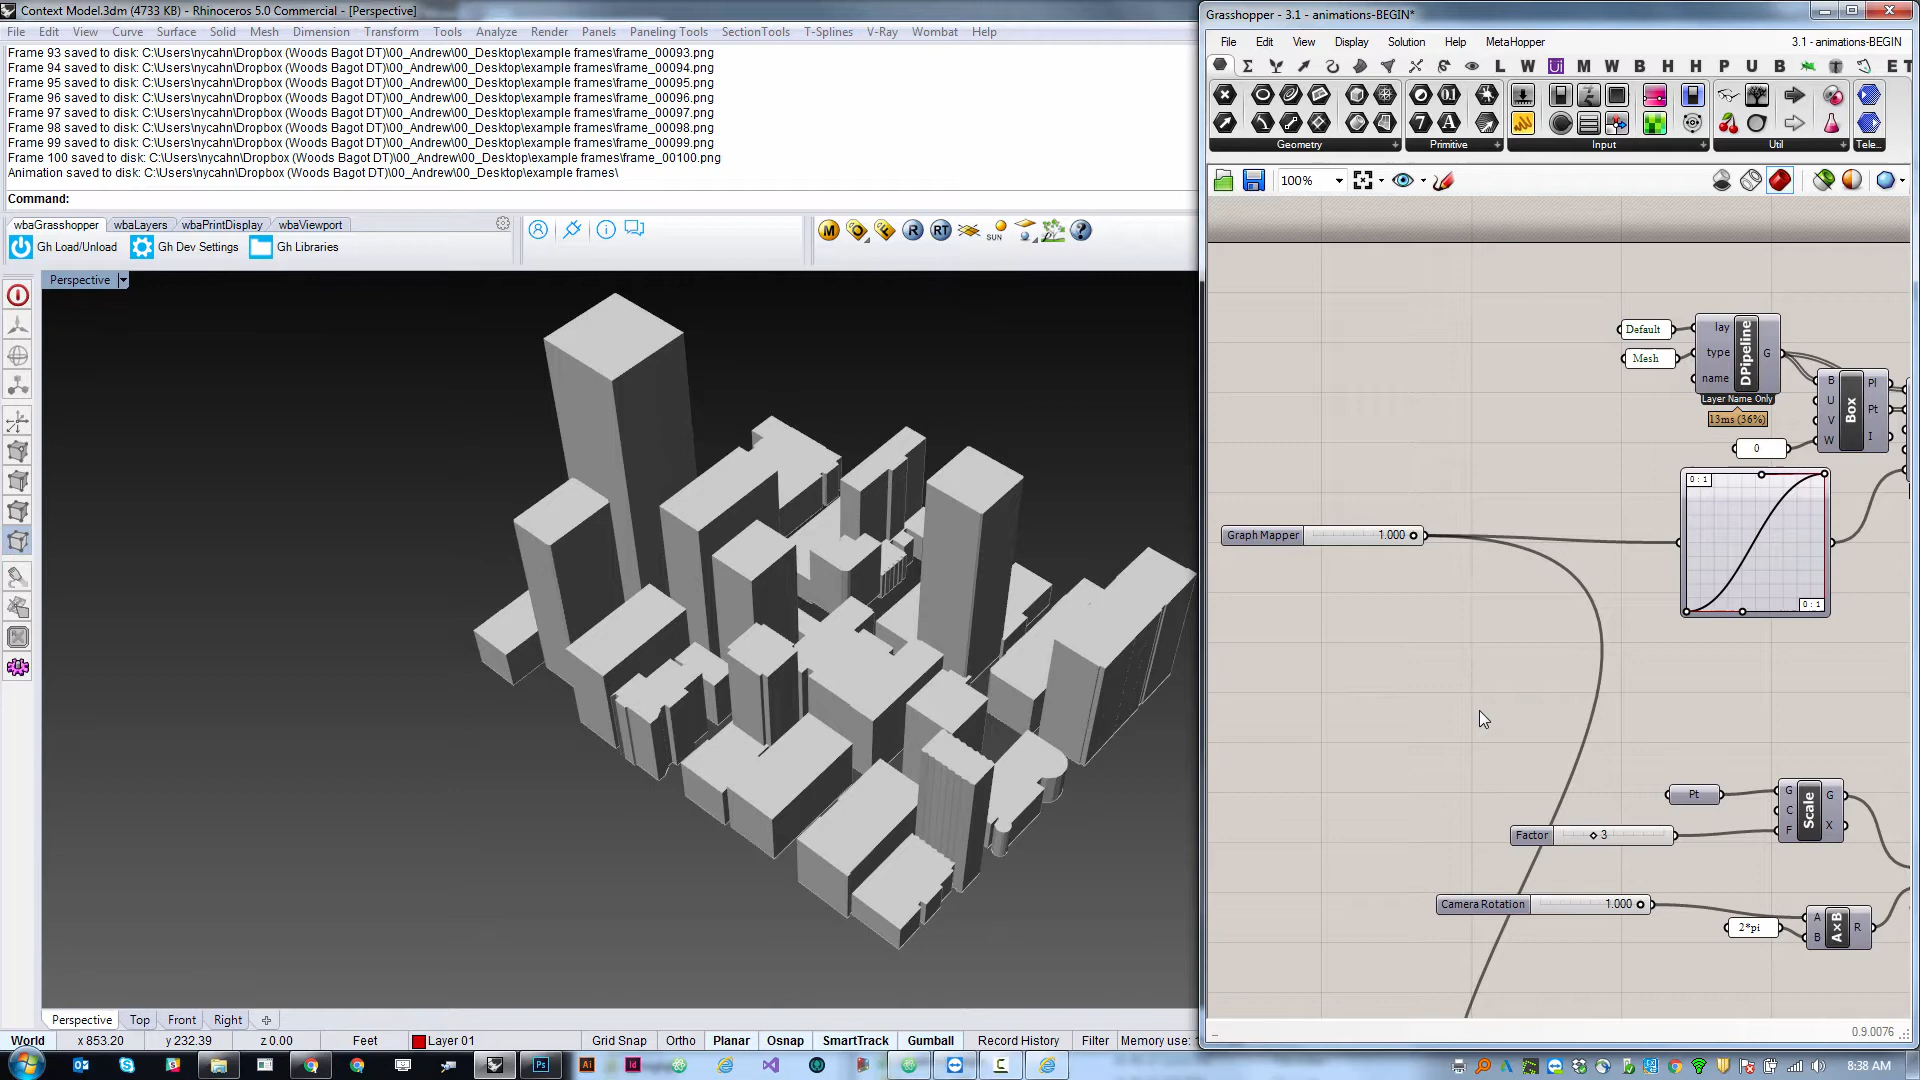 Context Model.3dm (4733 KB) - Rhinoceros 5.0 Commercial - [Perspective]
File Edit View Curve Surface Solid Mesh Dimension Transform Tools Analyze Render Panels Paneling Tools SectionTools T-Splines V-Ray Wombat Help
Frame 93 saved to disk: C:\Users\nycahn\Dropbox (Woods Bagot DT)\00_Andrew\00_Desktop\example frames\frame_00093.png
Frame 94 saved to disk: C:\Users\nycahn\Dropbox (Woods Bagot DT)\00_Andrew\00_Desktop\example frames\frame_00094.png
Frame 95 saved to disk: C:\Users\nycahn\Dropbox (Woods Bagot DT)\00_Andrew\00_Desktop\example frames\frame_00095.png
Frame 96 saved to disk: C:\Users\nycahn\Dropbox (Woods Bagot DT)\00_Andrew\00_Desktop\example frames\frame_00096.png
Frame 97 saved to disk: C:\Users\nycahn\Dropbox (Woods Bagot DT)\00_Andrew\00_Desktop\example frames\frame_00097.png
Frame 98 saved to disk: C:\Users\nycahn\Dropbox (Woods Bagot DT)\00_Andrew\00_Desktop\example frames\frame_00098.png
Frame 99 saved to disk: C:\Users\nycahn\Dropbox (Woods Bagot DT)\00_Andrew\00_Desktop\example frames\frame_00099.png
Frame 100 saved to disk: C:\Users\nycahn\Dropbox (Woods Bagot DT)\00_Andrew\00_Desktop\example frames\frame_00100.png
Animation saved to disk: C:\Users\nycahn\Dropbox (Woods Bagot DT)\00_Andrew\00_Desktop\example frames\
Command:
wbaGrasshopper wbaLayers wbaPrintDisplay wbaViewport
Gh Load/Unload Gh Dev Settings Gh Libraries
M R RT SUN
Perspective
Perspective Top Front Right
World x 853.20 y 232.39 z 0.00 Feet Layer 01 Grid Snap Ortho Planar Osnap SmartTrack Gumball Record History Filter Memory use:
Grasshopper - 3.1 - animations-BEGIN*
File Edit View Display Solution Help MetaHopper 3.1 - animations-BEGIN
L W M W B H H P U B E T
Geometry Primitive Input Util Tele...
100%
Default
Mesh
lay
type
name
DPipeline
G
Layer Name Only
13ms (36%)
B
U
V
W
Box
Pl
Pt
I
0
0 : 1
0 : 1
Graph Mapper 1.000
Pt
G
C
F
Scale
G
X
Factor 3
Camera Rotation 1.000
2*pi
A
B
A×B
R
0.9.0076
8:38 AM